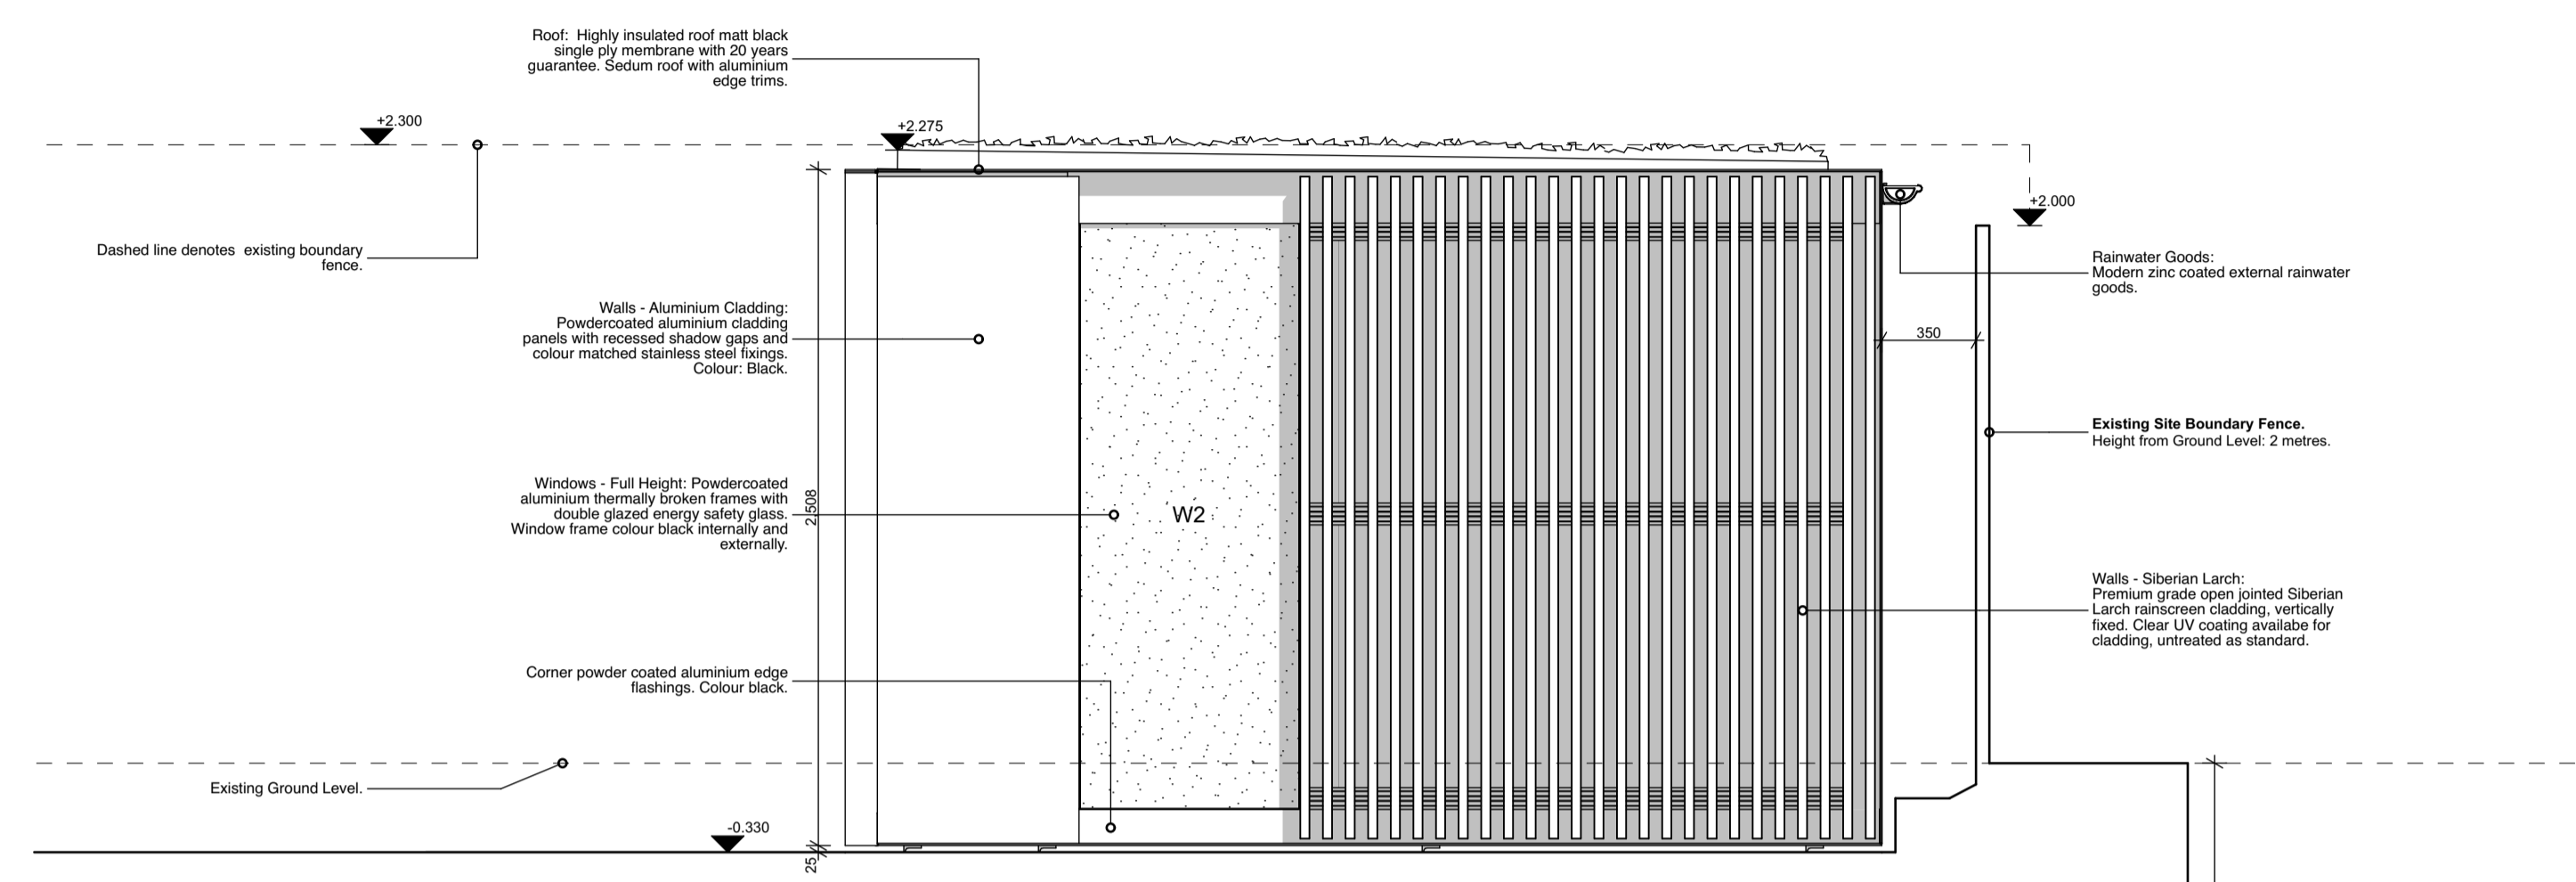 Roof: Highly insulated roof matt black
single ply membrane with 20 years
guarantee. Sedum roof with aluminium
edge trims.
+2.300
+2.275
+2.000
Dashed line denotes existing boundary
fence.
Rainwater Goods:
Modern zinc coated external rainwater
goods.
Walls - Aluminium Cladding:
Powdercoated aluminium cladding
panels with recessed shadow gaps and
colour matched stainless steel fixings.
Colour: Black.
350
Existing Site Boundary Fence.
Height from Ground Level: 2 metres.
Windows - Full Height: Powdercoated
aluminium thermally broken frames with
double glazed energy safety glass.
Window frame colour black internally and
externally.
2,508
W2
Walls - Siberian Larch:
Premium grade open jointed Siberian
Larch rainscreen cladding, vertically
fixed. Clear UV coating availabe for
cladding, untreated as standard.
Corner powder coated aluminium edge
flashings. Colour black.
Existing Ground Level.
-0.330
25